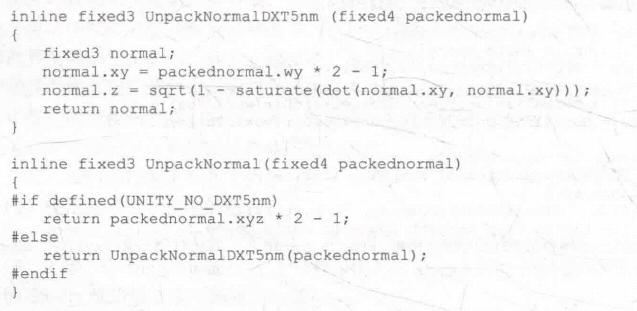 inline fixed3 UnpackNormalDXT5nm (fixed4 packednormal)
{
   fixed3 normal;
   normal.xy = packednormal.wy * 2 - 1;
   normal.z = sqrt(1 - saturate(dot(normal.xy, normal.xy)));
   return normal;
}

inline fixed3 UnpackNormal(fixed4 packednormal)
{
#if defined(UNITY_NO_DXT5nm)
   return packednormal.xyz * 2 - 1;
#else
   return UnpackNormalDXT5nm(packednormal);
#endif
}